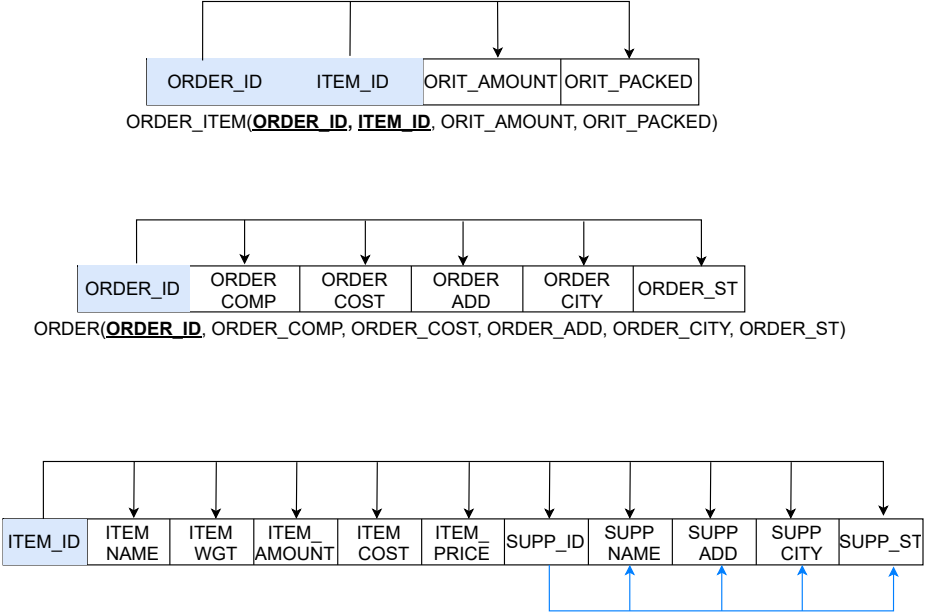 ORDER_ID ITEM_ID ORIT_AMOUNT ORIT_PACKED
ORDER_ITEM(ORDER_ID, ITEM_ID, ORIT_AMOUNT, ORIT_PACKED)
ORDER_ID
ORDER
COMP
ORDER
COST
ORDER
ADD
ORDER
CITY
ORDER_ST
ORDER(ORDER_ID, ORDER_COMP, ORDER_COST, ORDER_ADD, ORDER_CITY, ORDER_ST)
ITEM_ID
ITEM
NAME
ITEM
WGT
ITEM_
AMOUNT
ITEM
COST
ITEM_
PRICE
SUPP_ID
SUPP
NAME
SUPP
ADD
SUPP
CITY
SUPP_ST